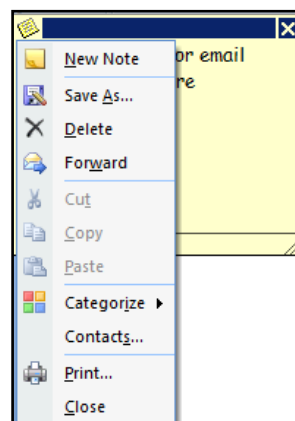 or email
New Note
re
Save As...
Delete
Forward
Cut
Copy
Paste
Categorize
Contacts...
Print...
Close